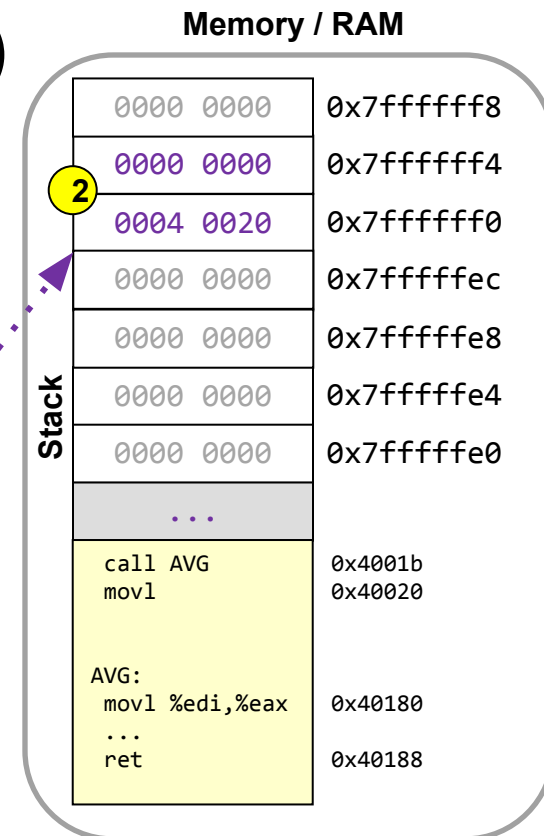 Memory / RAM
0000 0000 0x7ffffff8
0000 0000 0x7ffffff4
2
0004 0020 0x7ffffff0
0000 0000 0x7fffffec
0000 0000 0x7fffffe8
0000 0000 0x7fffffe4
0000 0000 0x7fffffe0
Stack
...
call AVG 0x4001b
movl 0x40020
AVG:
movl %edi,%eax 0x40180
...
ret 0x40188